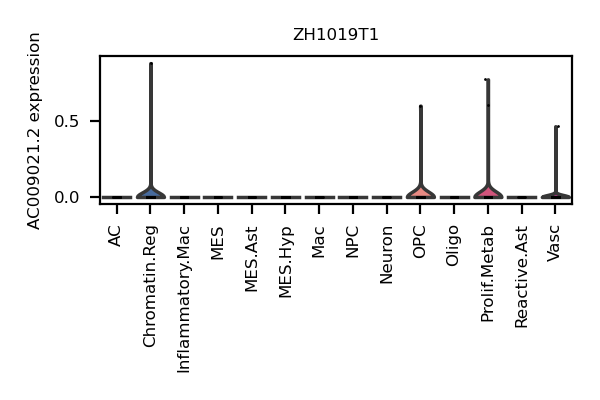 ZH1019T1
AC009021.2 expression
0.5
0.0
AC
Chromatin.Reg
Inflammatory.Mac
MES
MES.Ast
MES.Hyp
Mac
NPC
Neuron
OPC
Oligo
Prolif.Metab
Reactive.Ast
Vasc